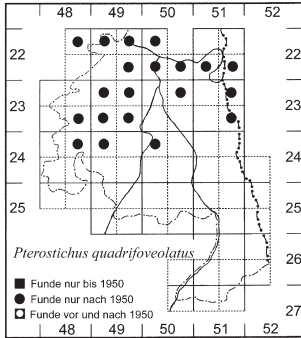 48 49 50 51 52
22 22
23 23
24 24
25 25
26
27
Pterostichus quadrifoveolatus
Funde nur bis 1950
Funde nur nach 1950
Funde vor und nach 1950
48 49 50 51 52